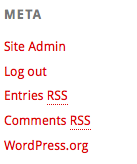 META
Site Admin
Log out
Entries RSS
Comments RSS
WordPress.org